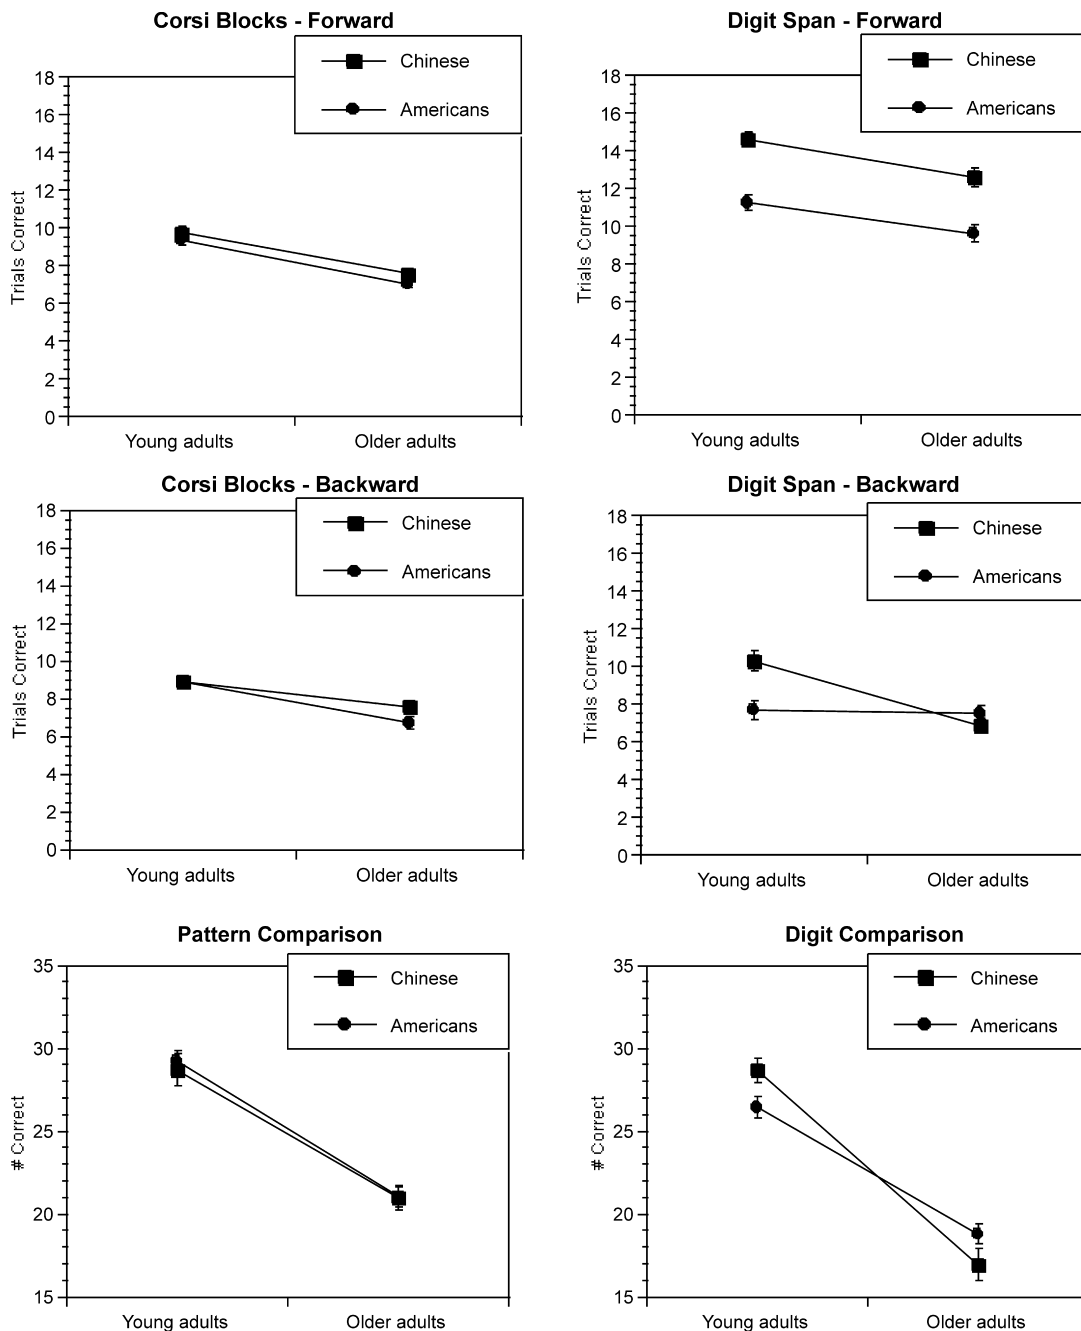 Corsi Blocks - Forward
Chinese
Americans
18
16
14
12
10
8
6
4
2
0
Trials Correct
Young adults
Older adults
Digit Span - Forward
Chinese
Americans
18
16
14
12
10
8
6
4
2
0
Trials Correct
Young adults
Older adults
Corsi Blocks - Backward
Chinese
Americans
18
16
14
12
10
8
6
4
2
0
Trials Correct
Young adults
Older adults
Digit Span - Backward
Chinese
Americans
18
16
14
12
10
8
6
4
2
0
Trials Correct
Young adults
Older adults
Pattern Comparison
Chinese
Americans
35
30
25
20
15
# Correct
Young adults
Older adults
Digit Comparison
Chinese
Americans
35
30
25
20
15
# Correct
Young adults
Older adults